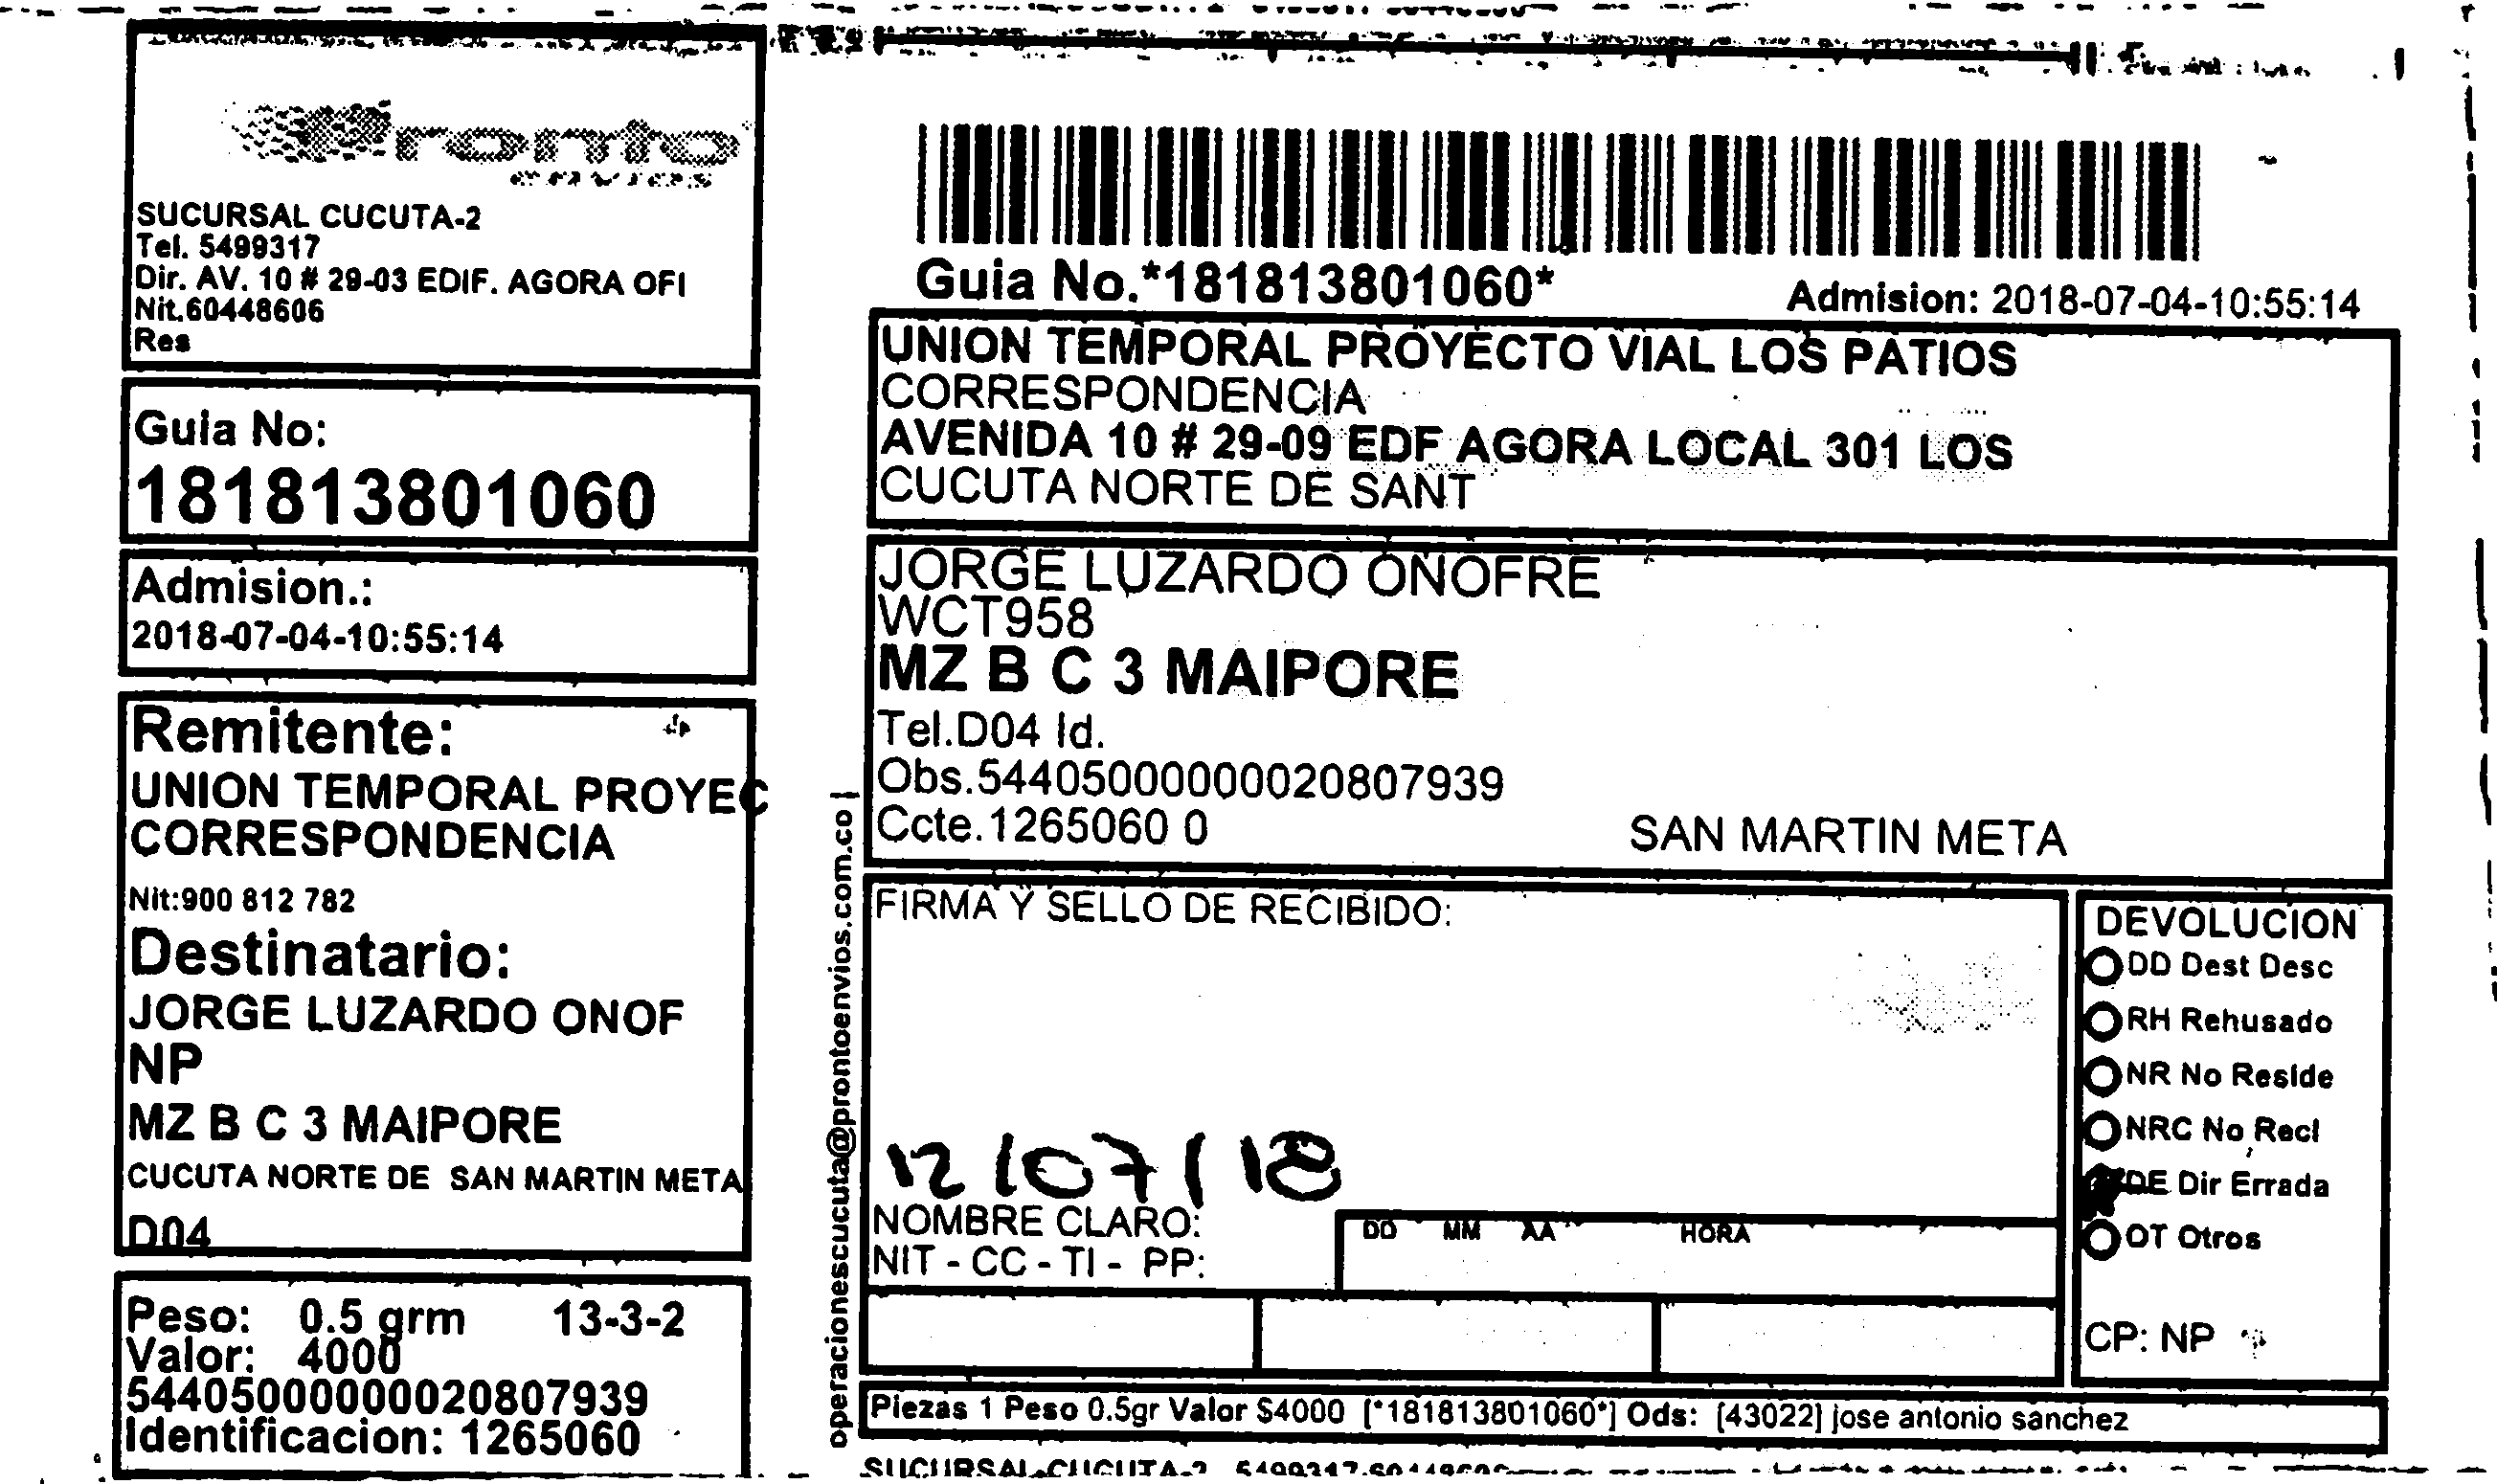 Pronto
envios
SUCURSAL CUCUTA-2
Tel. 5499317
Dir. AV. 10 # 29-03 EDIF. AGORA OFI
Nit.60448606
Res
Guia No:
181813801060
Admision.:
2018-07-04-10:55:14
Remitente:
UNION TEMPORAL PROYEC
CORRESPONDENCIA
Nit:900 812 782
Destinatario:
JORGE LUZARDO ONOF
NP
MZ B C 3 MAIPORE
CUCUTA NORTE DE SAN MARTIN META
D04
Peso: 0.5 grm 13-3-2
Valor: 4000
54405000000020807939
Identificacion: 1265060
operacionescucuta@prontoenvios.com.co |
Guia No.*181813801060*
Admision: 2018-07-04-10:55:14
UNION TEMPORAL PROYECTO VIAL LOS PATIOS
CORRESPONDENCIA
AVENIDA 10 # 29-09 EDF AGORA LOCAL 301 LOS
CUCUTA NORTE DE SANT
JORGE LUZARDO ONOFRE
WCT958
MZ B C 3 MAIPORE
Tel.D04 Id.
Obs.54405000000020807939
Ccte.1265060 0 SAN MARTIN META
FIRMA Y SELLO DE RECIBIDO:
12/07/18
NOMBRE CLARO:
NIT - CC - TI - PP:
DD MM AA HORA
DEVOLUCION
DD Dest Desc
RH Rehusado
NR No Reside
NRC No Recl
DE Dir Errada
OT Otros
CP: NP
Piezas 1 Peso 0.5gr Valor $4000 [*181813801060*] Ods: [43022] jose antonio sanchez
SUCURSAL CUCUTA-2 5499317